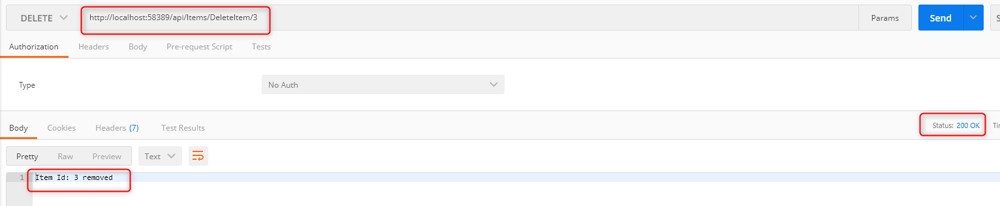 DELETE http://localhost:58389/api/Items/DeleteItem/3 Params Send S
Authorization Headers Body Pre-request Script Tests
Type No Auth
Body Cookies Headers (7) Test Results Status: 200 OK Ti
Pretty Raw Preview Text
1 Item Id: 3 removed